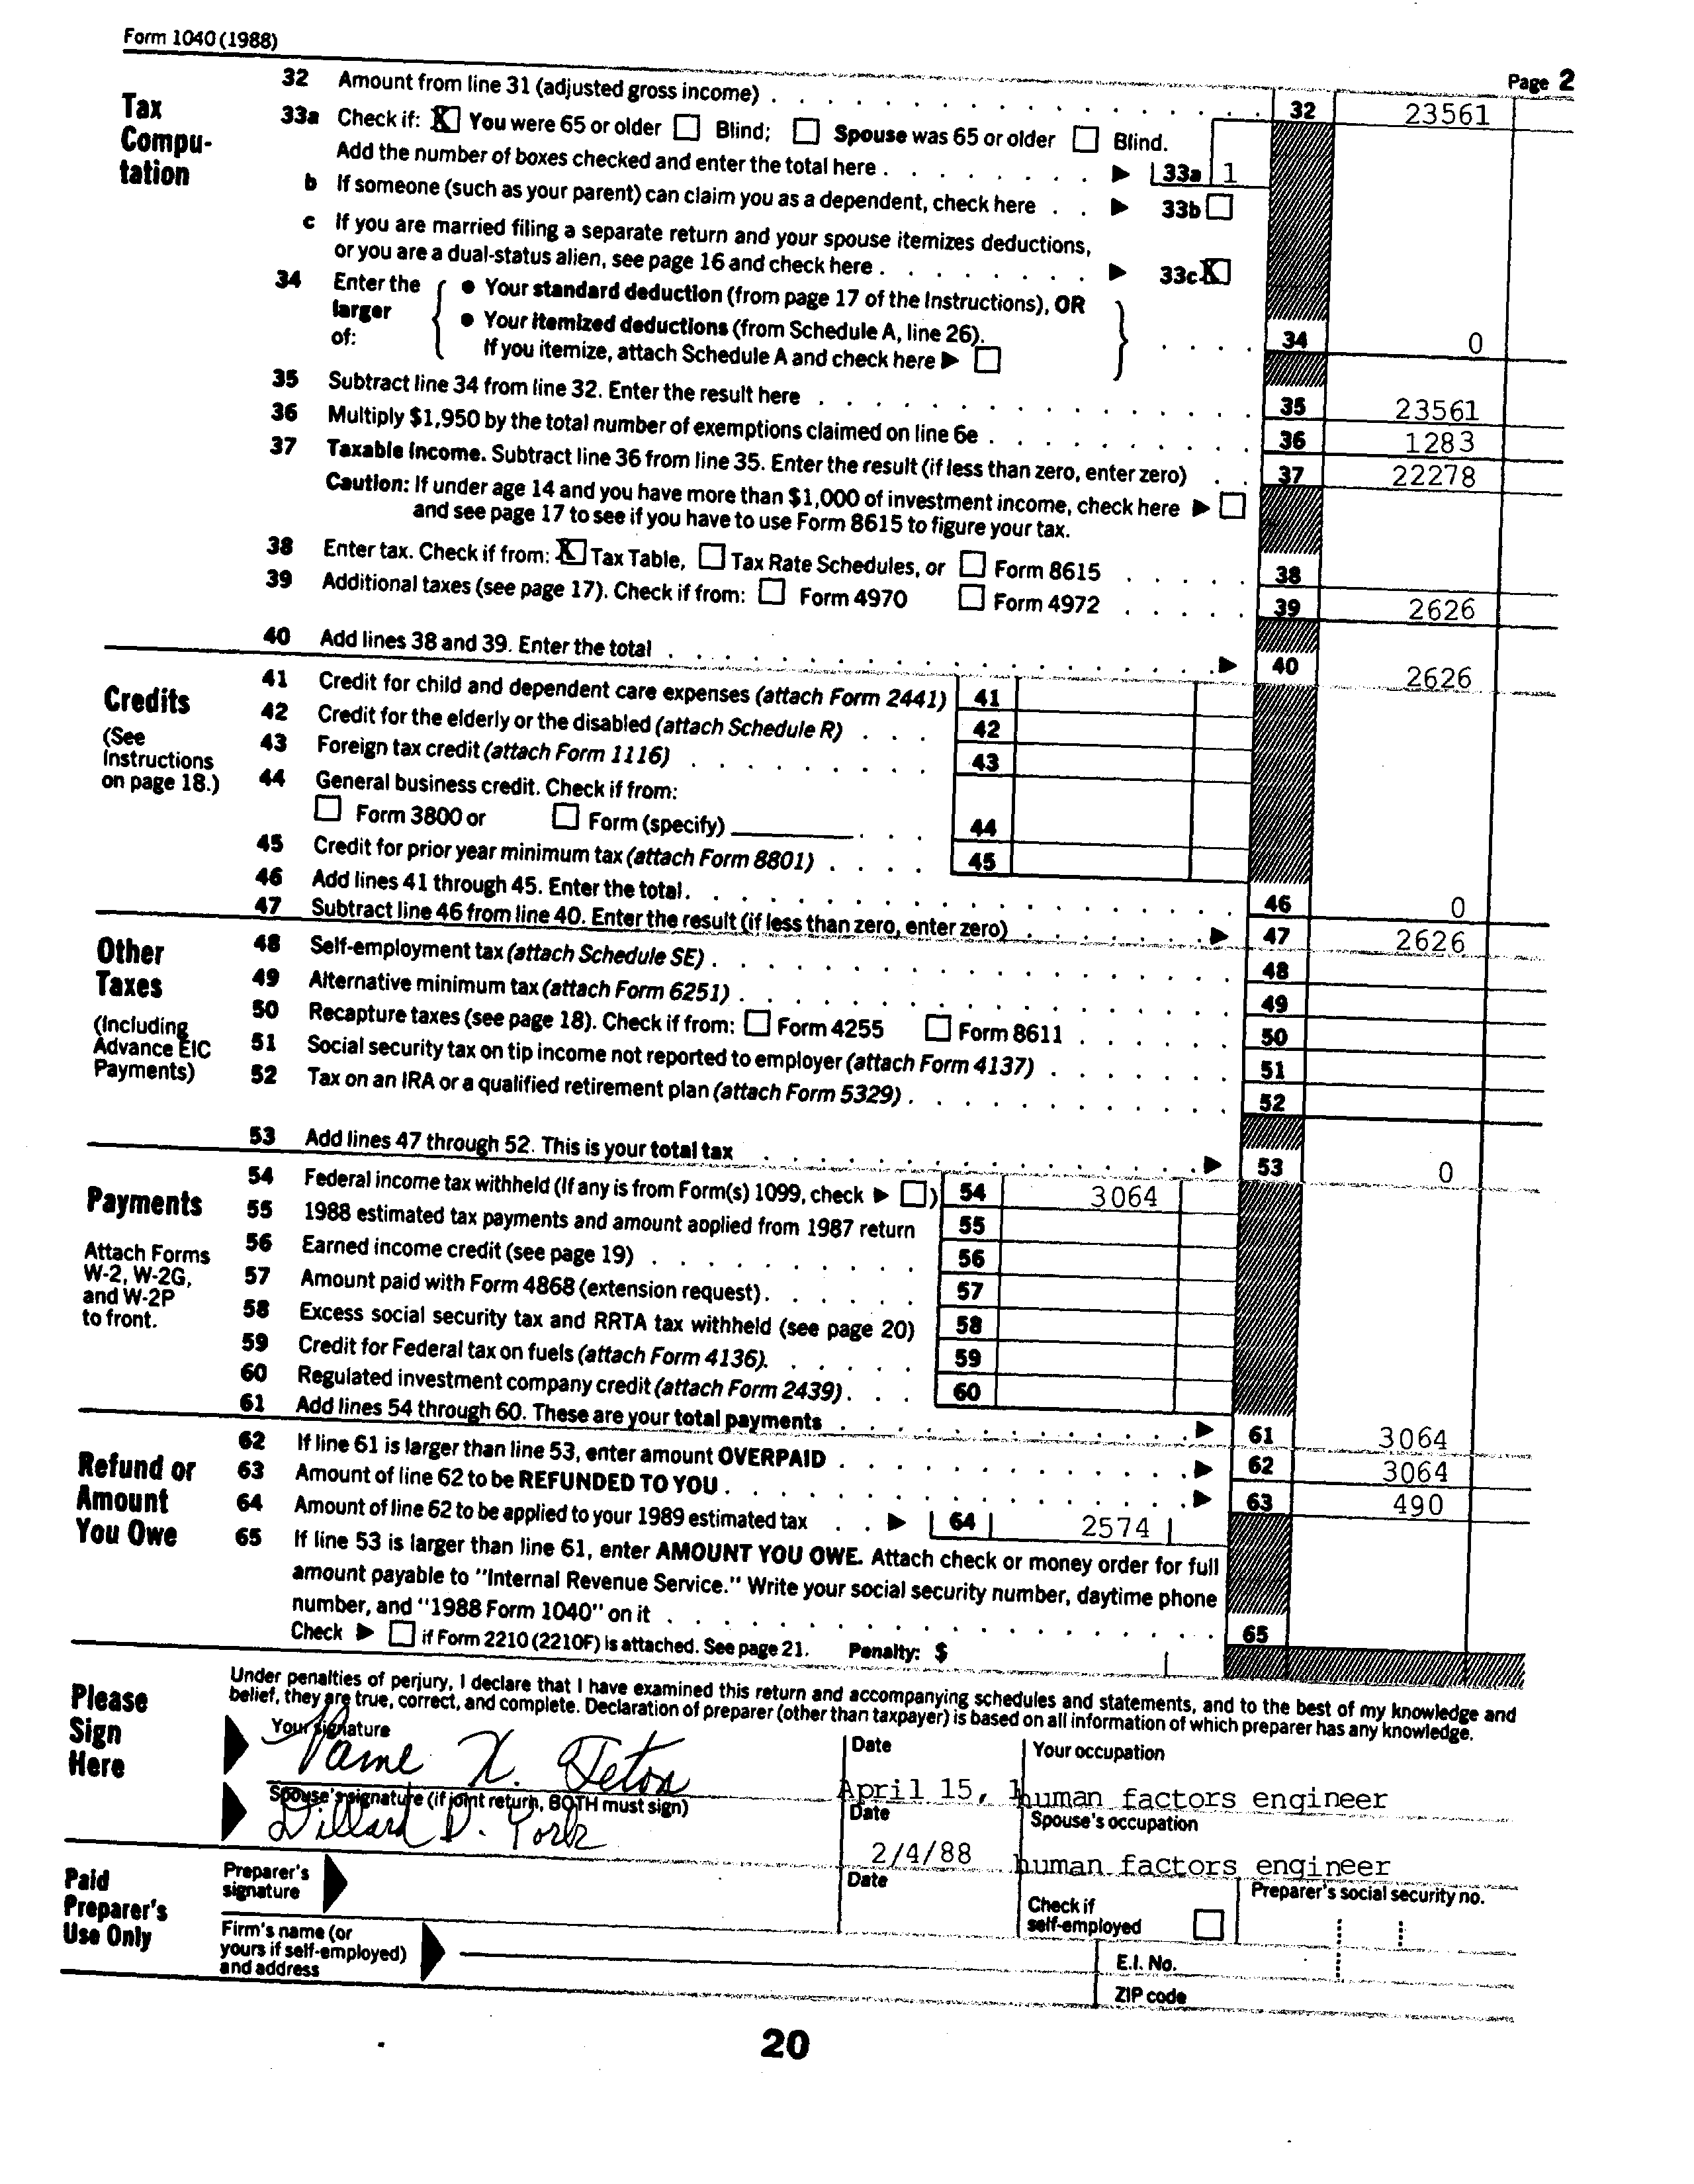 Form 1040 (1988)
Page 2
Tax Compu-tation
32 Amount from line 31 (adjusted gross income) 32 23561
33a Check if: X You were 65 or older Blind; Spouse was 65 or older Blind.
Add the number of boxes checked and enter the total here ▶ 33a 1
b If someone (such as your parent) can claim you as a dependent, check here ▶ 33b
c If you are married filing a separate return and your spouse itemizes deductions,
or you are a dual-status alien, see page 16 and check here ▶ 33c X
34 Enter the larger of:
• Your standard deduction (from page 17 of the Instructions), OR
• Your itemized deductions (from Schedule A, line 26).
If you itemize, attach Schedule A and check here ▶
34 0
35 Subtract line 34 from line 32. Enter the result here 35 23561
36 Multiply $1,950 by the total number of exemptions claimed on line 6e 36 1283
37 Taxable income. Subtract line 36 from line 35. Enter the result (if less than zero, enter zero) 37 22278
Caution: If under age 14 and you have more than $1,000 of investment income, check here ▶
and see page 17 to see if you have to use Form 8615 to figure your tax.
38 Enter tax. Check if from: X Tax Table, Tax Rate Schedules, or Form 8615 38
39 Additional taxes (see page 17). Check if from: Form 4970 Form 4972 39 2626
40 Add lines 38 and 39. Enter the total ▶ 40 2626
Credits
(See Instructions on page 18.)
41 Credit for child and dependent care expenses (attach Form 2441) 41
42 Credit for the elderly or the disabled (attach Schedule R) 42
43 Foreign tax credit (attach Form 1116) 43
44 General business credit. Check if from:
Form 3800 or Form (specify) 44
45 Credit for prior year minimum tax (attach Form 8801) 45
46 Add lines 41 through 45. Enter the total 46 0
47 Subtract line 46 from line 40. Enter the result (if less than zero, enter zero) ▶ 47 2626
Other Taxes
(Including Advance EIC Payments)
48 Self-employment tax (attach Schedule SE) 48
49 Alternative minimum tax (attach Form 6251) 49
50 Recapture taxes (see page 18). Check if from: Form 4255 Form 8611 50
51 Social security tax on tip income not reported to employer (attach Form 4137) 51
52 Tax on an IRA or a qualified retirement plan (attach Form 5329) 52
53 Add lines 47 through 52. This is your total tax ▶ 53 0
Payments
Attach Forms W-2, W-2G, and W-2P to front.
54 Federal income tax withheld (If any is from Form(s) 1099, check ▶ ) 54 3064
55 1988 estimated tax payments and amount applied from 1987 return 55
56 Earned income credit (see page 19) 56
57 Amount paid with Form 4868 (extension request) 57
58 Excess social security tax and RRTA tax withheld (see page 20) 58
59 Credit for Federal tax on fuels (attach Form 4136) 59
60 Regulated investment company credit (attach Form 2439) 60
61 Add lines 54 through 60. These are your total payments ▶ 61 3064
Refund or Amount You Owe
62 If line 61 is larger than line 53, enter amount OVERPAID ▶ 62 3064
63 Amount of line 62 to be REFUNDED TO YOU ▶ 63 490
64 Amount of line 62 to be applied to your 1989 estimated tax ▶ 64 2574
65 If line 53 is larger than line 61, enter AMOUNT YOU OWE. Attach check or money order for full
amount payable to "Internal Revenue Service." Write your social security number, daytime phone
number, and "1988 Form 1040" on it 65
Check ▶ if Form 2210 (2210F) is attached. See page 21. Penalty: $
Please Sign Here
Under penalties of perjury, I declare that I have examined this return and accompanying schedules and statements, and to the best of my knowledge and
belief, they are true, correct, and complete. Declaration of preparer (other than taxpayer) is based on all information of which preparer has any knowledge.
Your signature Date Your occupation
Vame X. Teton April 15, 1 human factors engineer
Spouse's signature (if joint return, BOTH must sign) Date Spouse's occupation
Dillard D. York 2/4/88 human factors engineer
Paid Preparer's Use Only
Preparer's signature Date Check if self-employed Preparer's social security no.
Firm's name (or yours if self-employed) and address
E.I. No.
ZIP code
20